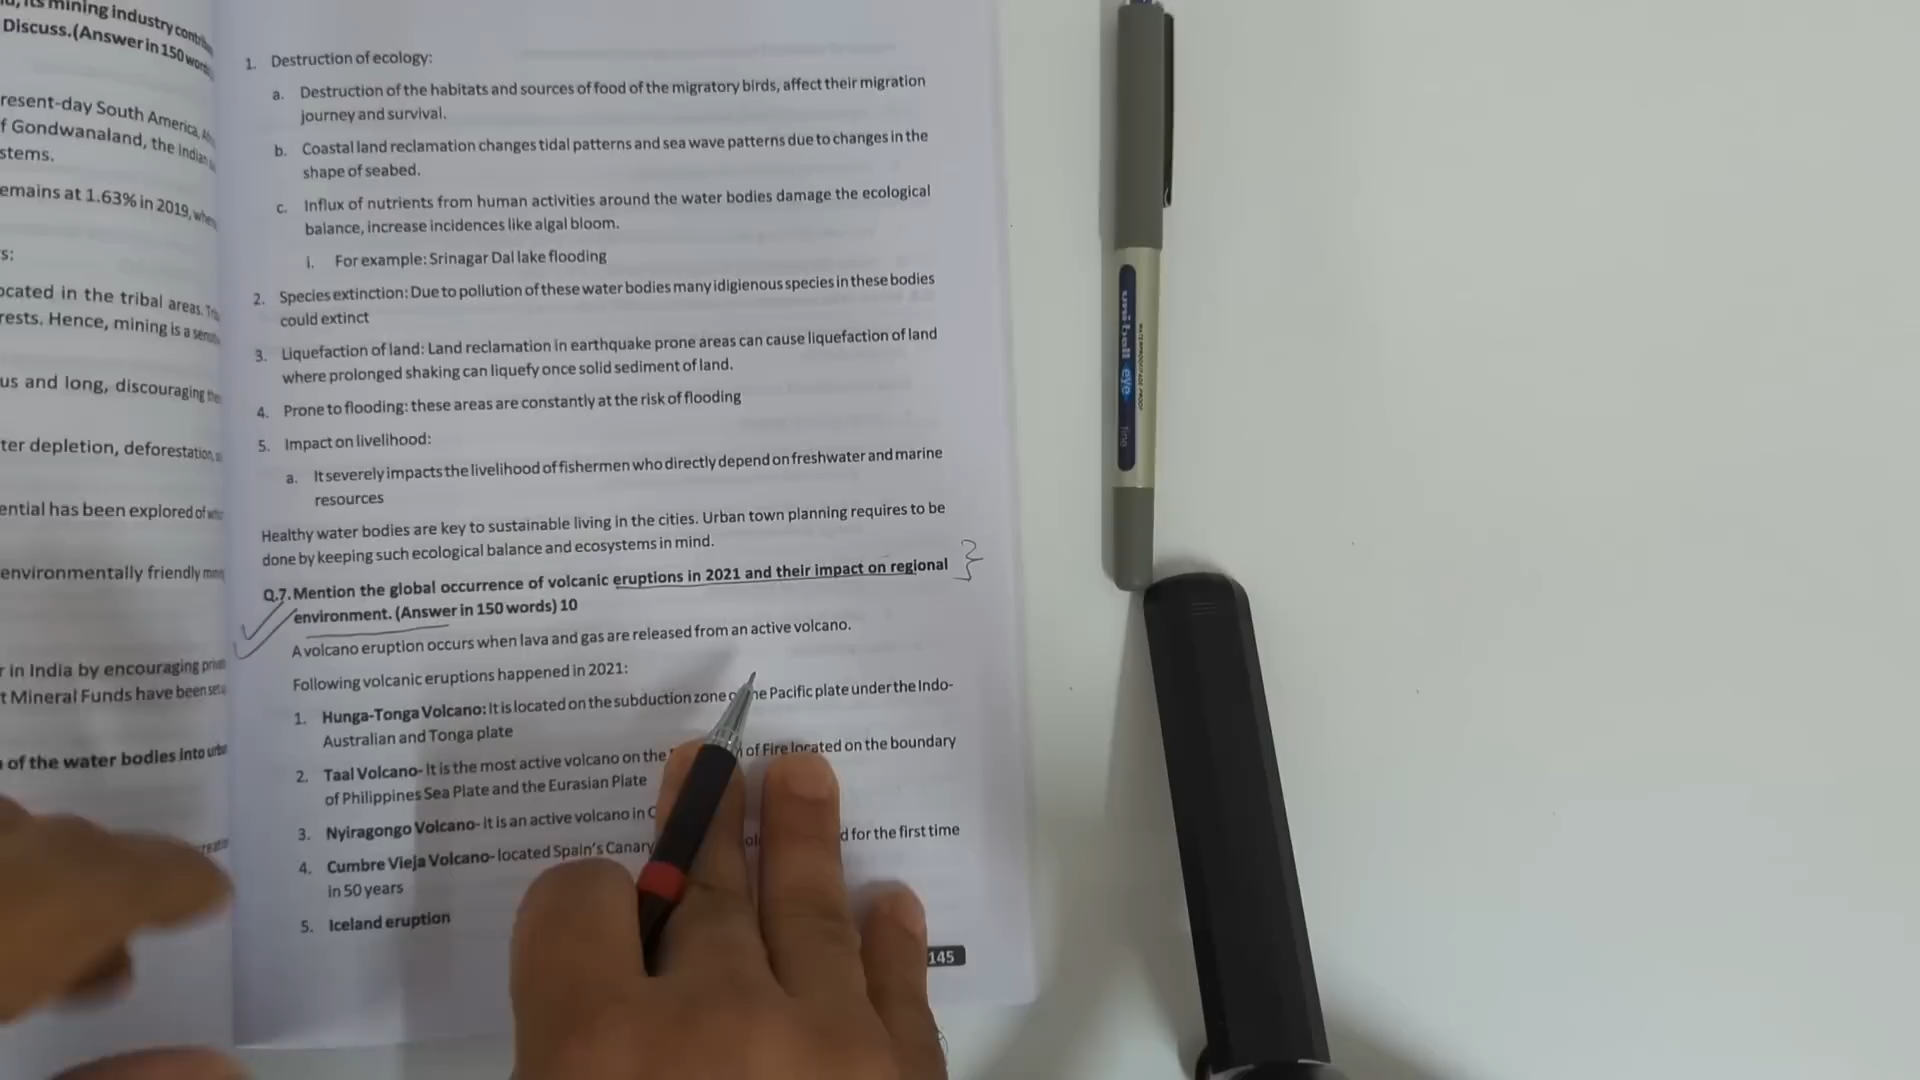 its mining industry
Discuss.(Answer in 150
resent-day South America,
f Gondwanaland, the Indian
stems.
emains at 1.63% in 2019,
s:
ocated in the tribal areas.
rests. Hence, mining is a
us and long, discouraging
ter depletion, deforestation,
ential has been explored of
environmentally friendly
r in India by encouraging
t Mineral Funds have been
of the water bodies into
1. Destruction of ecology:
a. Destruction of the habitats and sources of food of the migratory birds, affect their migration
journey and survival.
b. Coastal land reclamation changes tidal patterns and sea wave patterns due to changes in the
shape of seabed.
c. Influx of nutrients from human activities around the water bodies damage the ecological
balance, increase incidences like algal bloom.
i. For example: Srinagar Dal lake flooding
2. Species extinction: Due to pollution of these water bodies many idigienous species in these bodies
could extinct
3. Liquefaction of land: Land reclamation in earthquake prone areas can cause liquefaction of land
where prolonged shaking can liquefy once solid sediment of land.
4. Prone to flooding: these areas are constantly at the risk of flooding
5. Impact on livelihood:
a. It severely impacts the livelihood of fishermen who directly depend on freshwater and marine
resources
Healthy water bodies are key to sustainable living in the cities. Urban town planning requires to be
done by keeping such ecological balance and ecosystems in mind.
Q.7. Mention the global occurrence of volcanic eruptions in 2021 and their impact on regional
environment. (Answer in 150 words) 10
A volcano eruption occurs when lava and gas are released from an active volcano.
Following volcanic eruptions happened in 2021:
1. Hunga-Tonga Volcano: It is located on the subduction zone Pacific plate under the Indo-
Australian and Tonga plate
2. Taal Volcano- It is the most active volcano on the of Fire located on the boundary
of Philippines Sea Plate and the Eurasian Plate
3. Nyiragongo Volcano- it is an active volcano in
4. Cumbre Vieja Volcano- located Spain's Canary for the first time
in 50 years
5. Iceland eruption
145
uni-ball eye
fine